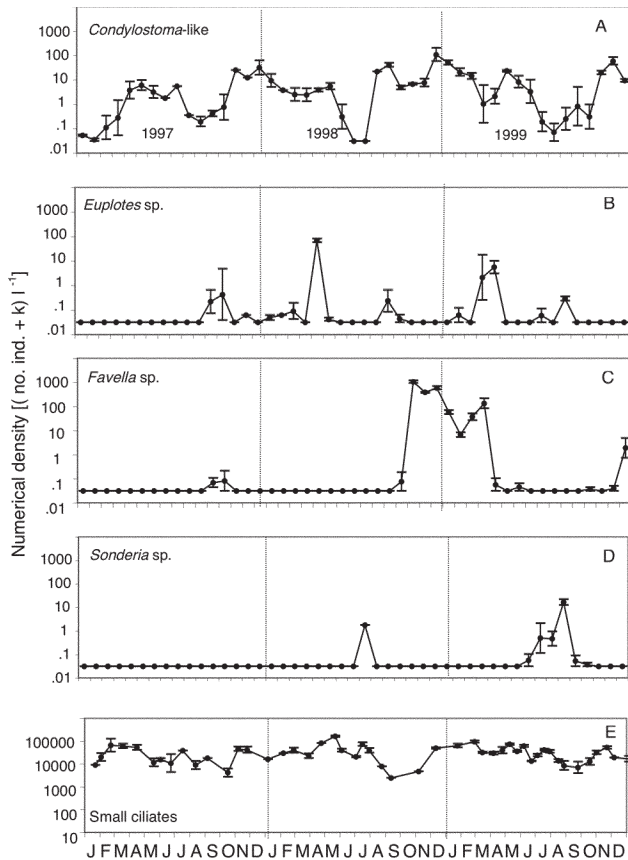 Condylostoma-like
A
1000
100
10
1
.1
.01
1997
1998
1999
J F M A M J J A S O N D J F M A M J J A S O N D J F M A M J J A S O N D
Euplotes sp.
B
1000
100
10
1
.1
.01
J F M A M J J A S O N D J F M A M J J A S O N D J F M A M J J A S O N D
Numerical density [( no. ind. + k) l⁻¹]
Favella sp.
C
1000
100
10
1
.1
.01
J F M A M J J A S O N D J F M A M J J A S O N D J F M A M J J A S O N D
Sonderia sp.
D
1000
100
10
1
.1
.01
E
100000
10000
1000
100
10
Small ciliates
J F M A M J J A S O N D J F M A M J J A S O N D J F M A M J J A S O N D